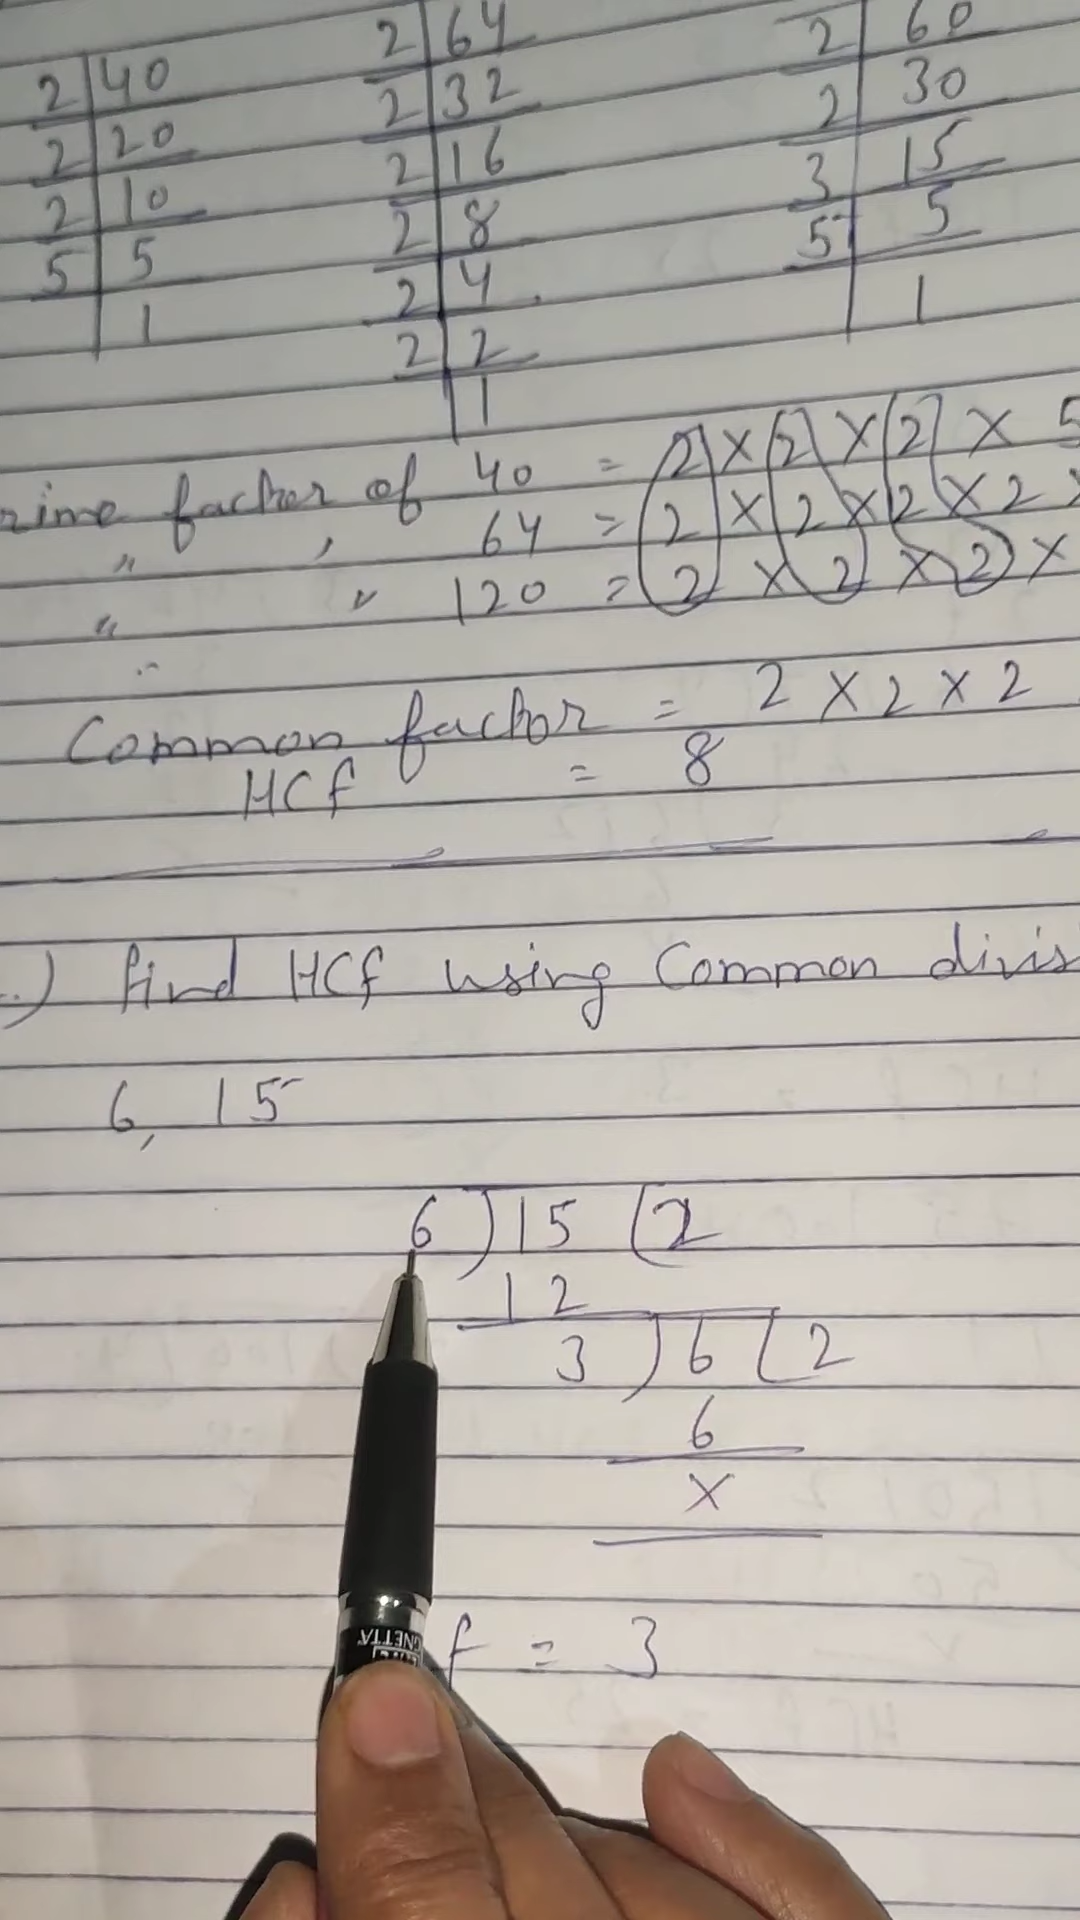 2 | 40
2 | 20
2 | 10
5 | 5
1
2 | 64
2 | 32
2 | 16
2 | 8
2 | 4
2 | 2
1
2 | 60
2 | 30
3 | 15
5 | 5
1
rime factor of 40 = 2 × 2 × 2 × 5
" , 64 = 2 × 2 × 2 × 2 ×
" " 120 = 2 × 2 × 2 ×
Common factor = 2 × 2 × 2
HCf = 8
.) find HCf using Common divis
6, 15
6 ) 15 ( 2
12
3 ) 6 ( 2
6
×
f = 3
GNETTA